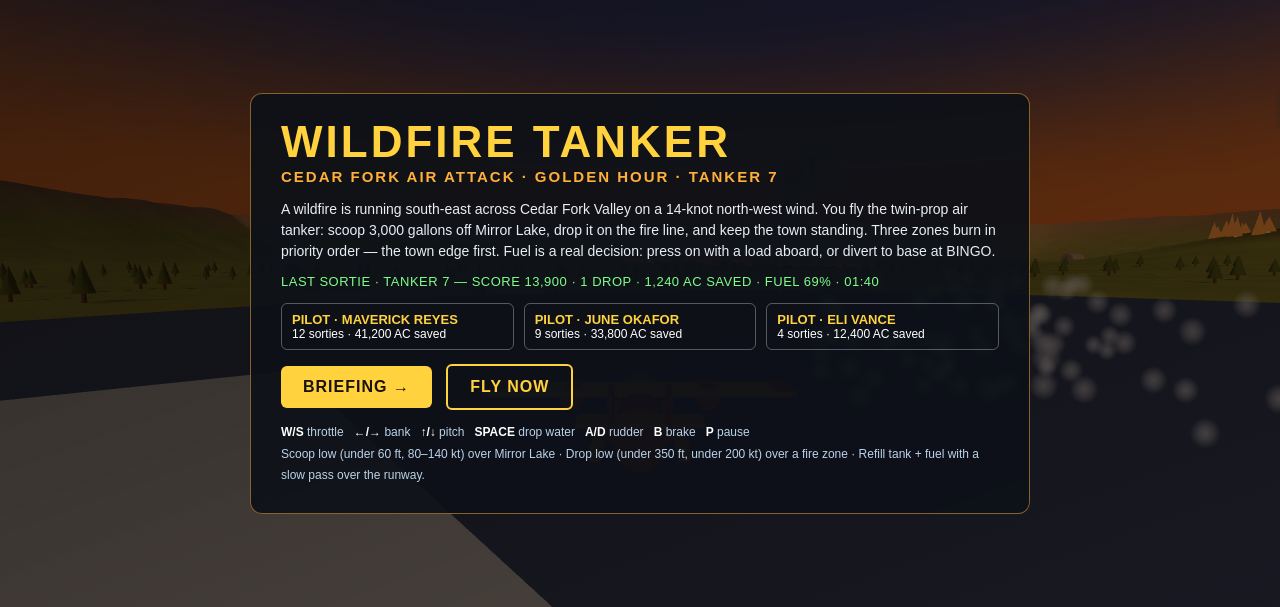 WILDFIRE TANKER
CEDAR FORK AIR ATTACK · GOLDEN HOUR · TANKER 7
A wildfire is running south-east across Cedar Fork Valley on a 14-knot north-west wind. You fly the twin-prop air
tanker: scoop 3,000 gallons off Mirror Lake, drop it on the fire line, and keep the town standing. Three zones burn in
priority order — the town edge first. Fuel is a real decision: press on with a load aboard, or divert to base at BINGO.
LAST SORTIE · TANKER 7 — SCORE 13,900 · 1 DROP · 1,240 AC SAVED · FUEL 69% · 01:40
PILOT · MAVERICK REYES
12 sorties · 41,200 AC saved
PILOT · JUNE OKAFOR
9 sorties · 33,800 AC saved
PILOT · ELI VANCE
4 sorties · 12,400 AC saved
BRIEFING →
FLY NOW
W/S throttle ←/→ bank ↑/↓ pitch SPACE drop water A/D rudder B brake P pause
Scoop low (under 60 ft, 80–140 kt) over Mirror Lake · Drop low (under 350 ft, under 200 kt) over a fire zone · Refill tank + fuel with a
slow pass over the runway.